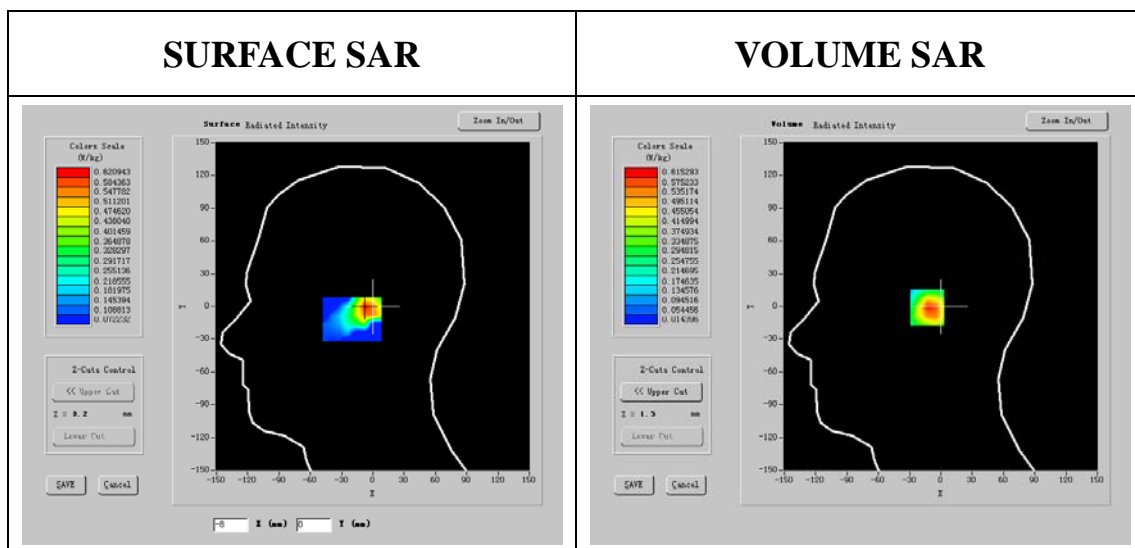 SURFACE SAR
VOLUME SAR
Surface Radiated Intensity
Zoom In/Out
Colors Scale
(W/kg)
0.620943
0.584363
0.547782
0.511201
0.474620
0.438040
0.401459
0.364878
0.328297
0.291717
0.255136
0.218555
0.181975
0.145394
0.108813
0.072232
150
120
90
60
30
0
-30
-60
-90
-120
-150
Y
-150 -120 -90 -60 -30 0 30 60 90 120 150
X
Z-Cuts Control
<< Upper Cut
Z = 0.2 mm
Lower Cut
SAVE Cancel
-8 X (mm) 0 Y (mm)
Volume Radiated Intensity
Zoom In/Out
Colors Scale
(W/kg)
0.615293
0.575233
0.535174
0.495114
0.455054
0.414994
0.374934
0.334875
0.294815
0.254755
0.214695
0.174635
0.134576
0.094516
0.054456
0.014396
150
120
90
60
30
0
-30
-60
-90
-120
-150
Y
-150 -120 -90 -60 -30 0 30 60 90 120 150
X
Z-Cuts Control
<< Upper Cut
mm
Lower Cut
SAVE Cancel